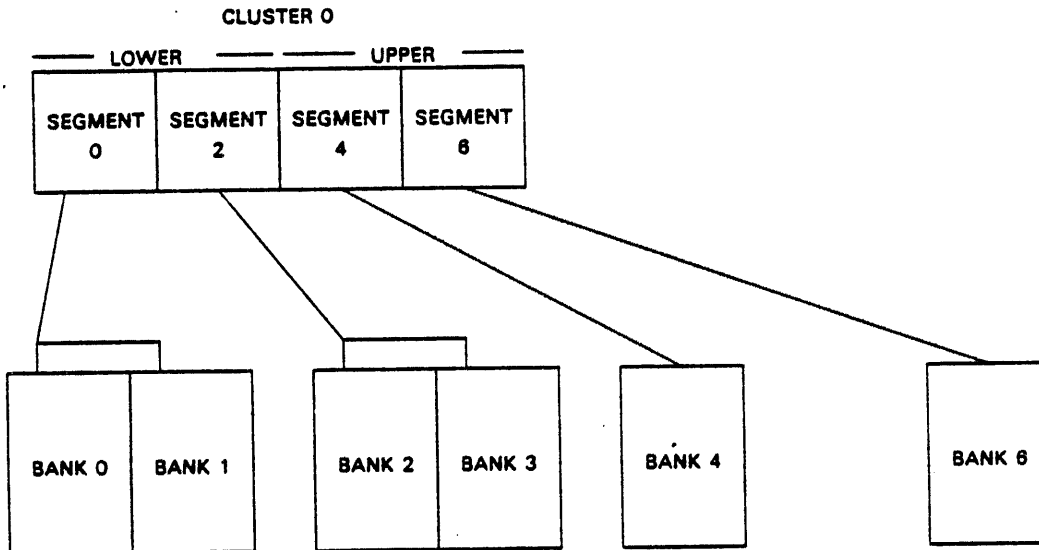 CLUSTER 0
LOWER UPPER
SEGMENT 0
SEGMENT 2
SEGMENT 4
SEGMENT 6
BANK 0
BANK 1
BANK 2
BANK 3
BANK 4
BANK 6